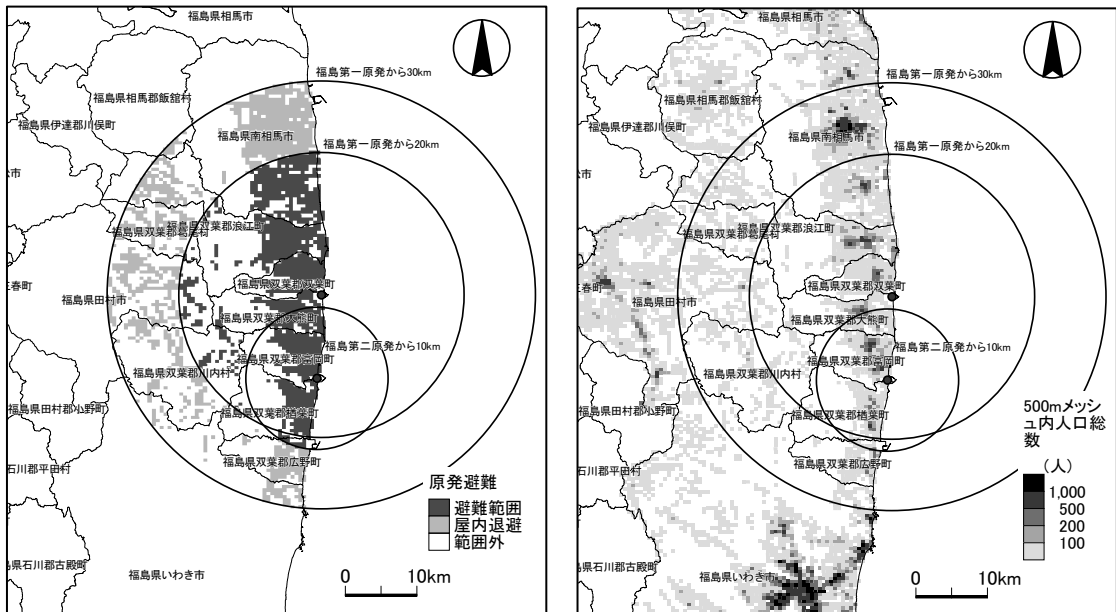 福島県相馬市
福島第一原発から30km
福島県相馬郡飯舘村
福島県伊達郡川俣町
福島県南相馬市
福島第一原発から20km
松市
福島県双葉郡浪江町
福島県双葉郡葛尾村
福島県双葉郡双葉町
三春町
福島県田村市
福島県双葉郡大熊町
福島第二原発から10km
福島県双葉郡富岡町
福島県双葉郡川内村
福島県田村郡小野町
福島県双葉郡楢葉町
福島県双葉郡広野町
石川郡平田村
原発避難
避難範囲
屋内退避
範囲外
福島県石川郡古殿町
福島県いわき市
0 10km
福島県相馬市
福島第一原発から30km
福島県相馬郡飯舘村
福島県伊達郡川俣町
福島県南相馬市
福島第一原発から20km
松市
福島県双葉郡浪江町
福島県双葉郡葛尾村
福島県双葉郡双葉町
三春町
福島県田村市
福島県双葉郡大熊町
福島第二原発から10km
福島県双葉郡富岡町
福島県双葉郡川内村
福島県田村郡小野町
福島県双葉郡楢葉町
福島県双葉郡広野町
石川郡平田村
500mメッシ
ュ内人口総
数
(人)
1,000
500
200
100
福島県石川郡古殿町
福島県いわき市
0 10km